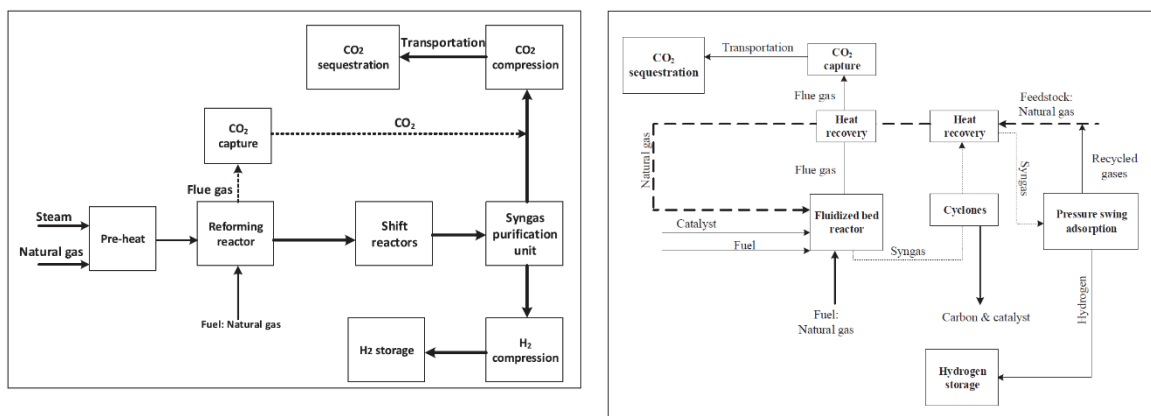 CO2
sequestration
Transportation
CO2
compression
CO2
capture
CO2
Flue gas
Steam
Natural gas
Pre-heat
Reforming
reactor
Shift
reactors
Syngas
purification
unit
Fuel: Natural gas
H2 storage
H2
compression
CO2
sequestration
Transportation
CO2
capture
Flue gas
Feedstock:
Natural gas
Heat
recovery
Heat
recovery
Natural gas
Flue gas
Syngas
Recycled
gases
Catalyst
Fuel
Fluidized bed
reactor
Cyclones
Pressure swing
adsorption
Syngas
Fuel:
Natural gas
Carbon & catalyst
Hydrogen
Hydrogen
storage